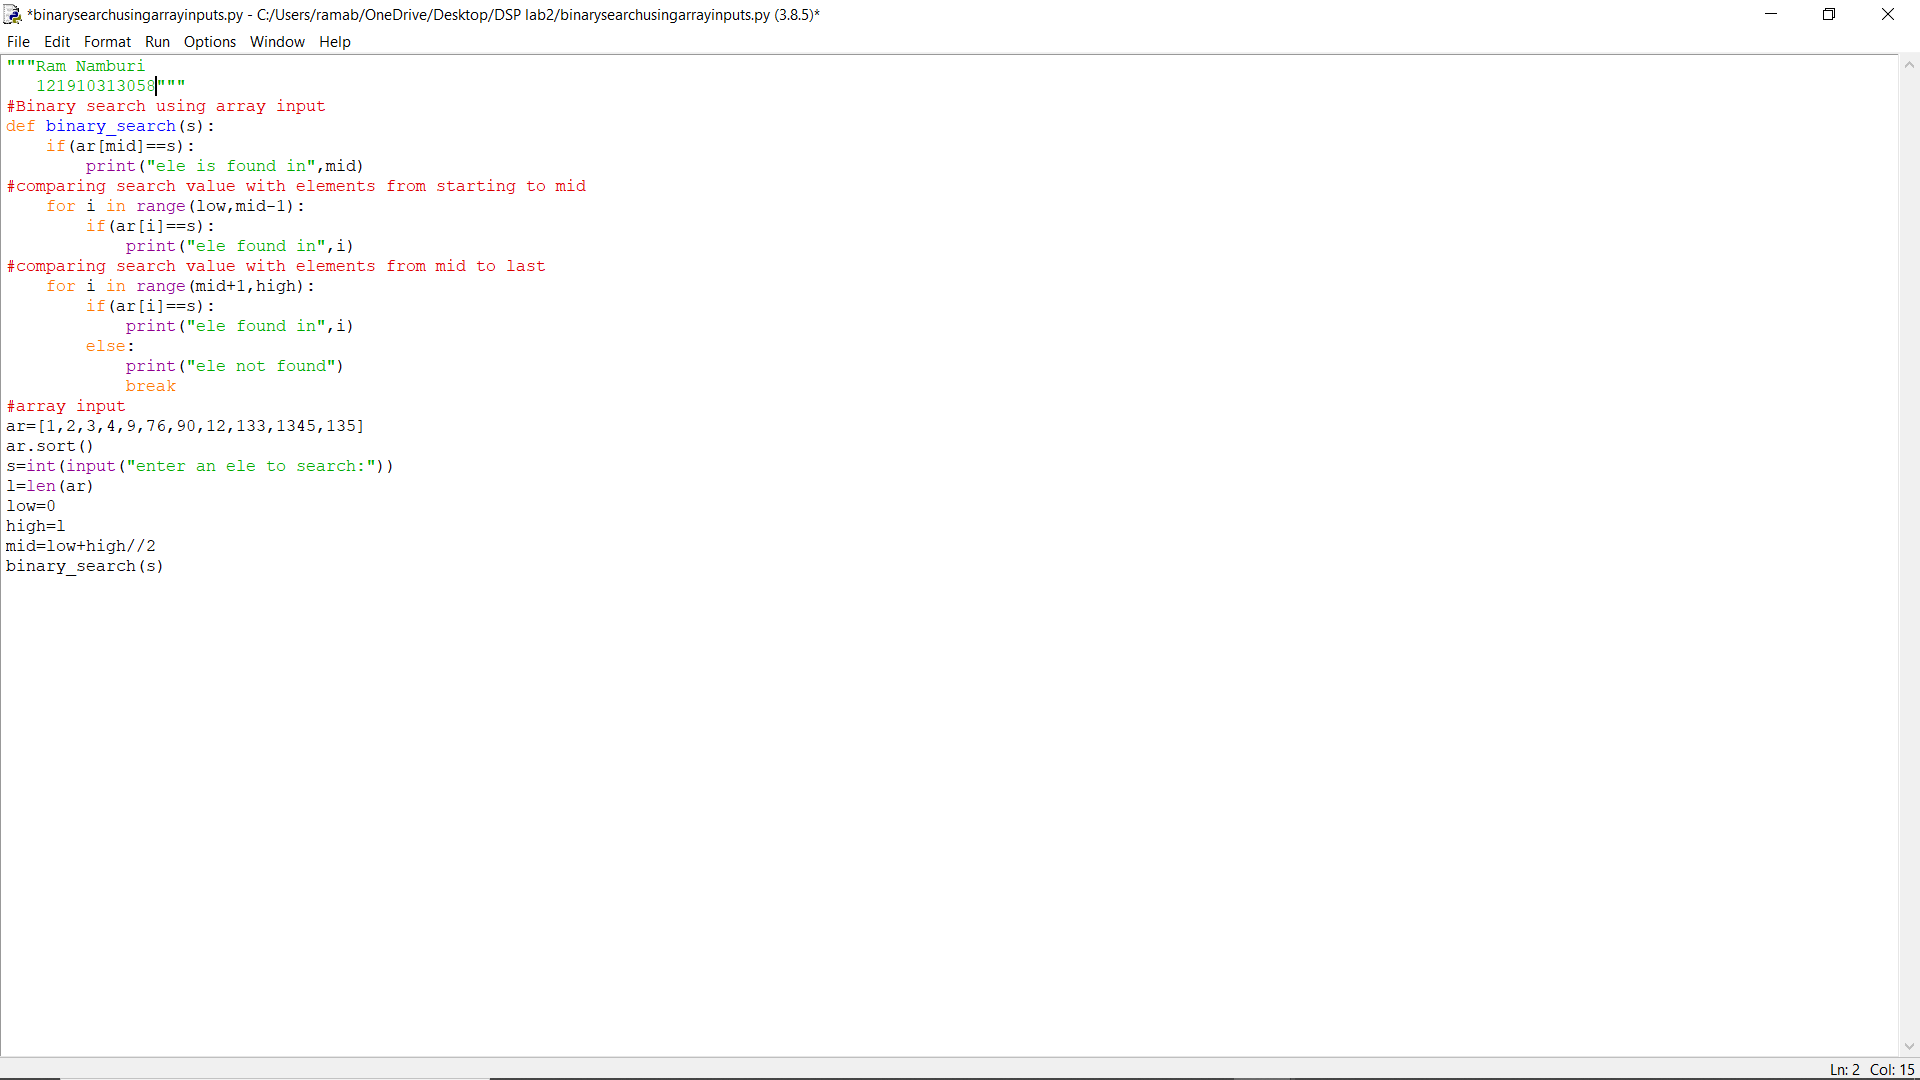 *binarysearchusingarrayinputs.py - C:/Users/ramab/OneDrive/Desktop/DSP lab2/binarysearchusingarrayinputs.py (3.8.5)*
File Edit Format Run Options Window Help
"""Ram Namburi
   121910313058"""
#Binary search using array input
def binary_search(s):
    if(ar[mid]==s):
        print("ele is found in",mid)
#comparing search value with elements from starting to mid
    for i in range(low,mid-1):
        if(ar[i]==s):
            print("ele found in",i)
#comparing search value with elements from mid to last
    for i in range(mid+1,high):
        if(ar[i]==s):
            print("ele found in",i)
        else:
            print("ele not found")
            break
#array input
ar=[1,2,3,4,9,76,90,12,133,1345,135]
ar.sort()
s=int(input("enter an ele to search:"))
l=len(ar)
low=0
high=l
mid=low+high//2
binary_search(s)
Ln: 2 Col: 15